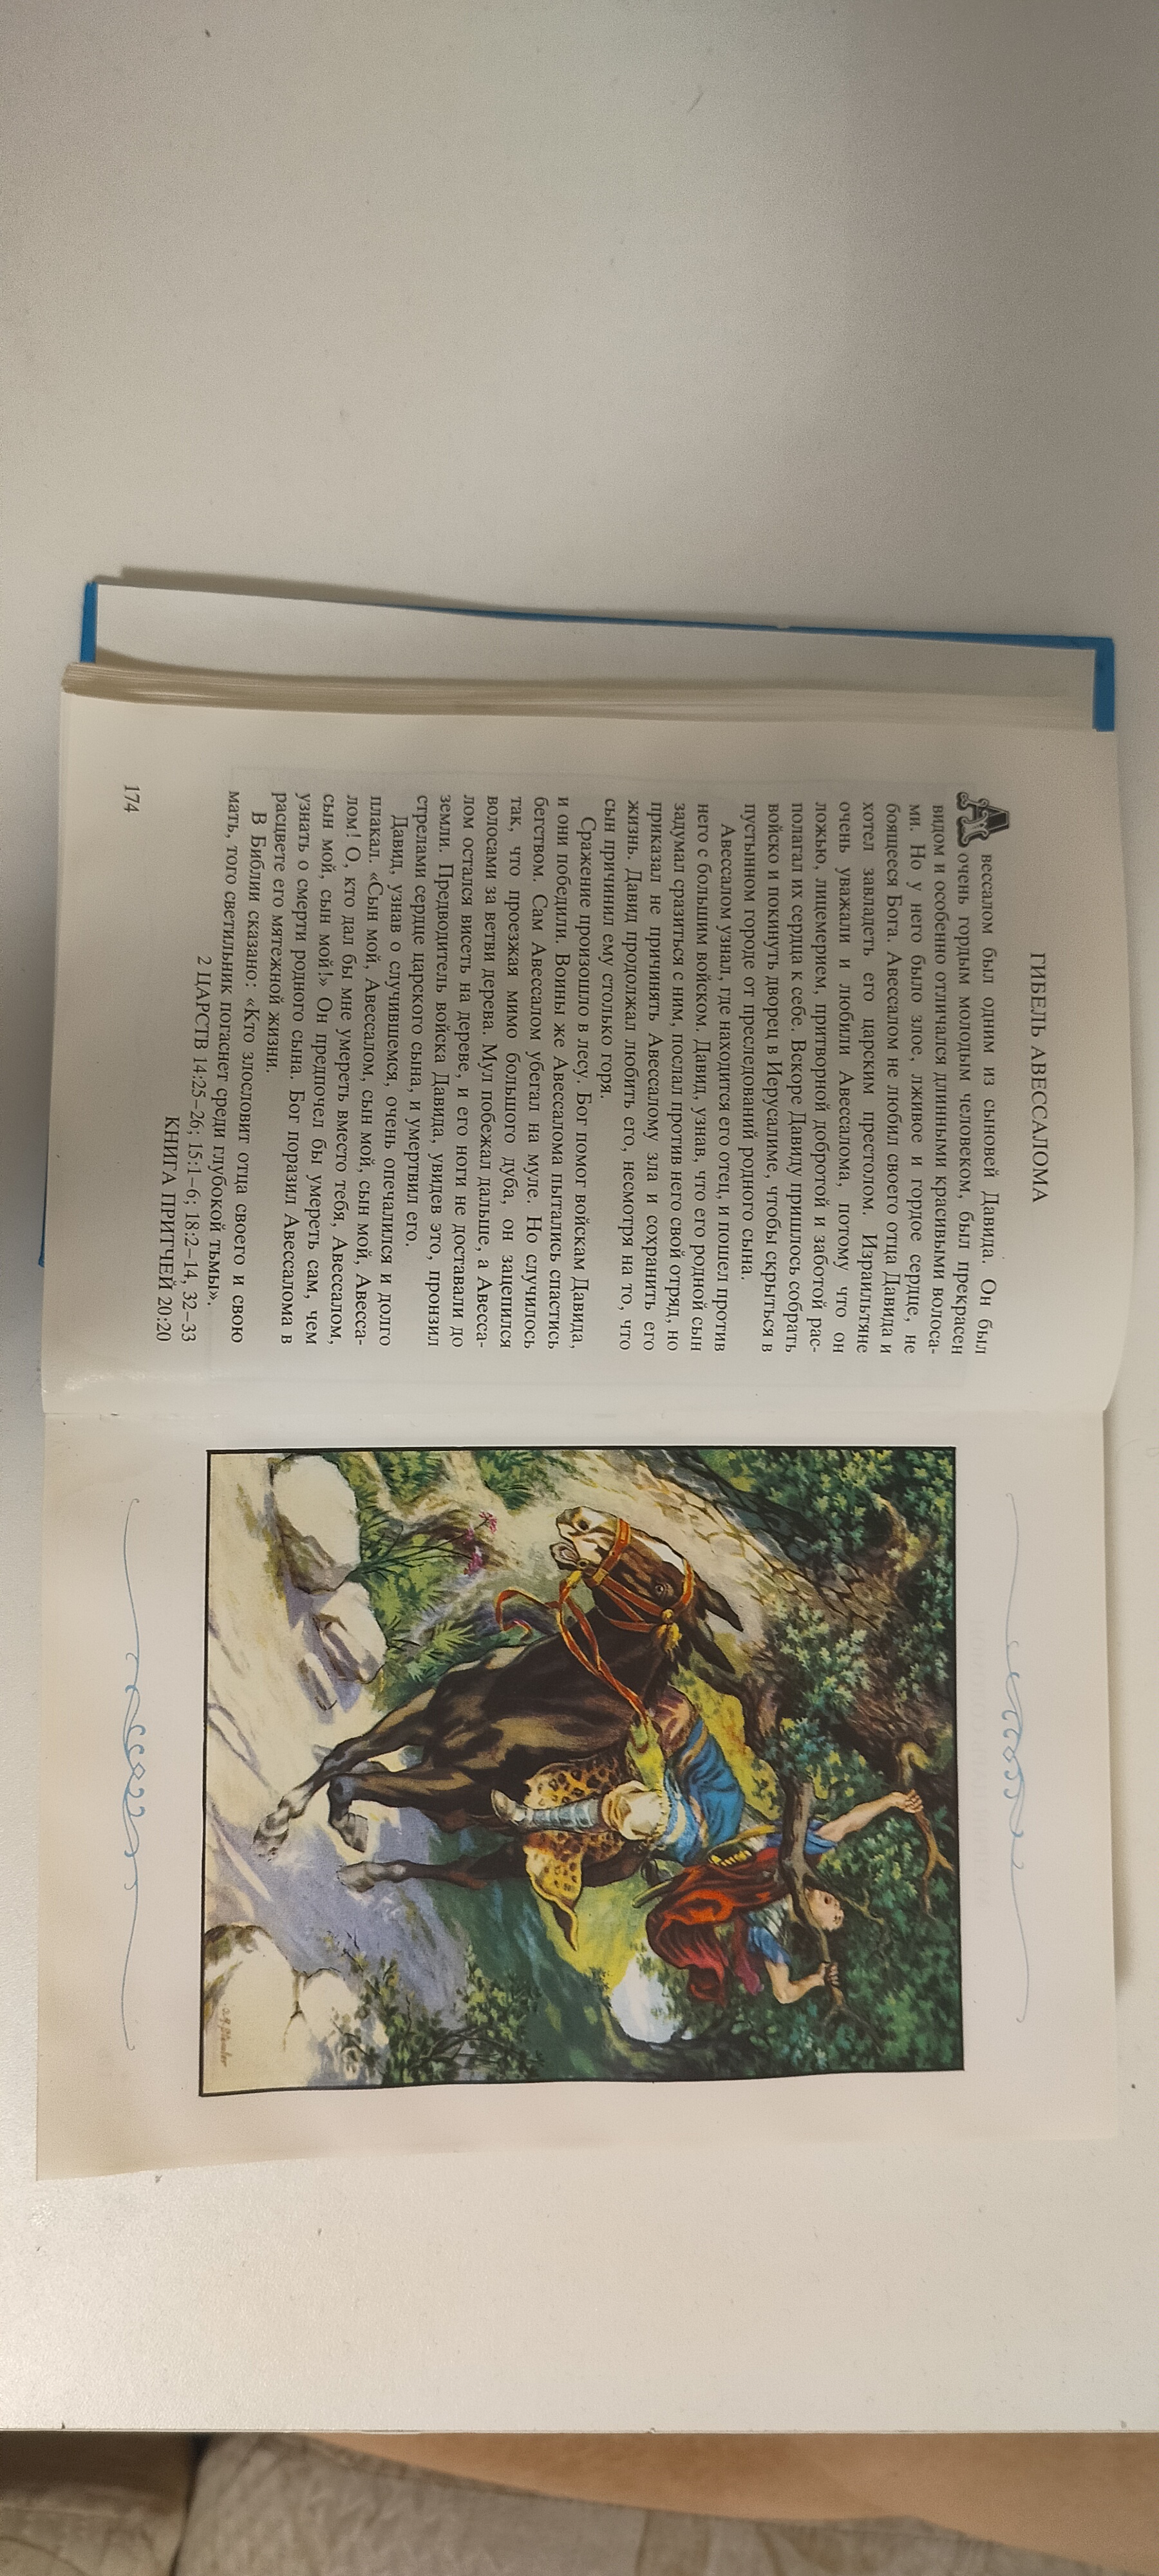 ГИБЕЛЬ АВЕССАЛОМА
Авессалом был одним из сыновей Давида. Он был
очень гордым молодым человеком, был прекрасен
видом и особенно отличался длинными красивыми волоса-
ми. Но у него было злое, лживое и гордое сердце, не
боящееся Бога. Авессалом не любил своего отца Давида и
хотел завладеть его царским престолом. Израильтяне
очень уважали и любили Авессалома, потому что он
ложью, лицемерием, притворной добротой и заботой рас-
полагал их сердца к себе. Вскоре Давиду пришлось собрать
войско и покинуть дворец в Иерусалиме, чтобы скрыться в
пустынном городе от преследований родного сына.
Авессалом узнал, где находится его отец, и пошел против
него с большим войском. Давид, узнав, что его родной сын
задумал сразиться с ним, послал против него свой отряд, но
приказал не причинять Авессалому зла и сохранить его
жизнь. Давид продолжал любить его, несмотря на то, что
сын причинил ему столько горя.
Сражение произошло в лесу. Бог помог войскам Давида,
и они победили. Воины же Авессалома пытались спастись
бегством. Сам Авессалом убегал на муле. Но случилось
так, что проезжая мимо большого дуба, он зацепился
волосами за ветви дерева. Мул побежал дальше, а Авесса-
лом остался висеть на дереве, и его ноги не доставали до
земли. Предводитель войска Давида, увидев это, пронзил
стрелами сердце царского сына, и умертвил его.
Давид, узнав о случившемся, очень опечалился и долго
плакал. «Сын мой, Авессалом, сын мой, сын мой, Авесса-
лом! О, кто дал бы мне умереть вместо тебя, Авессалом,
сын мой, сын мой!» Он предпочел бы умереть сам, чем
узнать о смерти родного сына. Бог поразил Авессалома в
расцвете его мятежной жизни.
В Библии сказано: «Кто злословит отца своего и свою
мать, того светильник погаснет среди глубокой тьмы».
2 ЦАРСТВ 14:25–26; 15:1–6; 18:2–14, 32–33
КНИГА ПРИТЧЕЙ 20:20
174